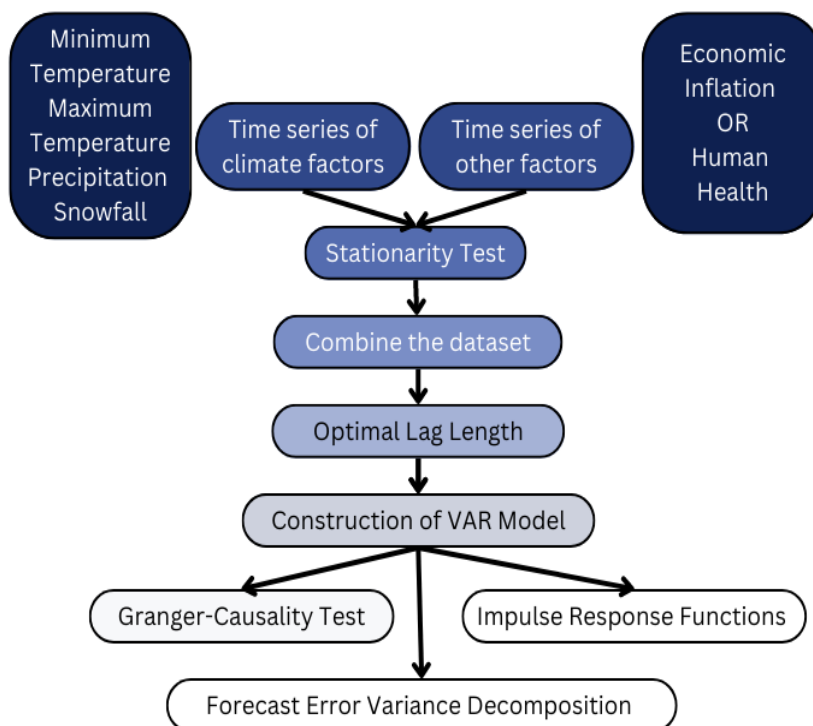 Minimum
Temperature
Maximum
Temperature
Precipitation
Snowfall
Time series of
climate factors
Time series of
other factors
Economic
Inflation
OR
Human
Health
Stationarity Test
Combine the dataset
Optimal Lag Length
Construction of VAR Model
Granger-Causality Test
Impulse Response Functions
Forecast Error Variance Decomposition